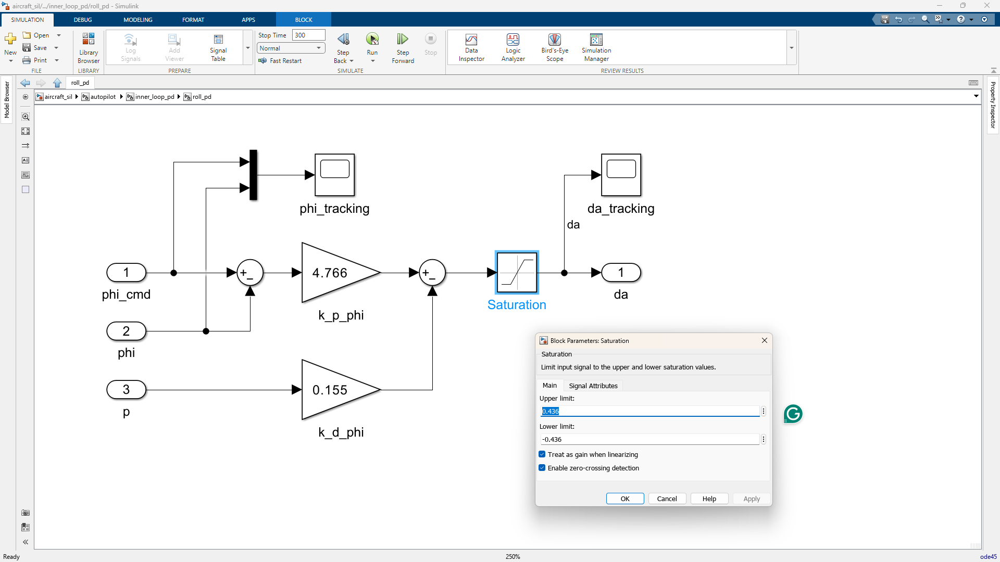 aircraft_sil/.../inner_loop_pd/roll_pd - Simulink
SIMULATION
DEBUG
MODELING
FORMAT
APPS
BLOCK
New
Open
Save
Print
FILE
Library
Browser
LIBRARY
Log
Signals
Add
Viewer
Signal
Table
PREPARE
Stop Time 300
Normal
Fast Restart
Step
Back
Run
Step
Forward
Stop
SIMULATE
Data
Inspector
Logic
Analyzer
Bird's-Eye
Scope
Simulation
Manager
REVIEW RESULTS
Model Browser
roll_pd
aircraft_sil autopilot inner_loop_pd roll_pd
Property Inspector
phi_tracking
da_tracking
da
1
phi_cmd
4.766
k_p_phi
Saturation
1
da
2
phi
3
p
0.155
k_d_phi
Block Parameters: Saturation
Saturation
Limit input signal to the upper and lower saturation values.
Main
Signal Attributes
Upper limit:
0.436
Lower limit:
-0.436
Treat as gain when linearizing
Enable zero-crossing detection
OK
Cancel
Help
Apply
G
Ready
250%
ode45